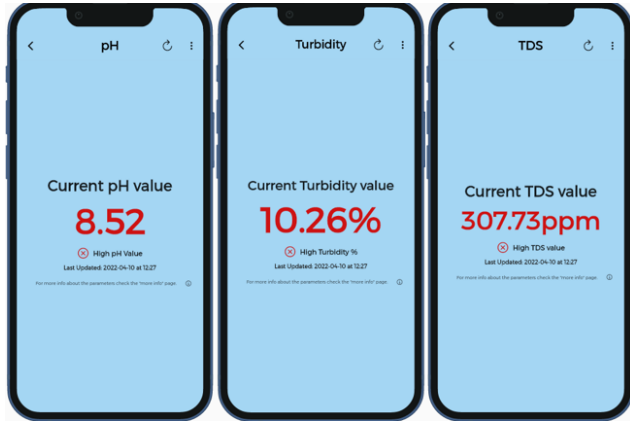 pH
Current pH value
8.52
High pH Value
Last Updated: 2022-04-10 at 12:27
For more info about the parameters check the "more info" page.
Turbidity
Current Turbidity value
10.26%
High Turbidity %
Last Updated: 2022-04-10 at 12:27
For more info about the parameters check the "more info" page.
TDS
Current TDS value
307.73ppm
High TDS value
Last Updated: 2022-04-10 at 12:27
For more info about the parameters check the "more info" page.